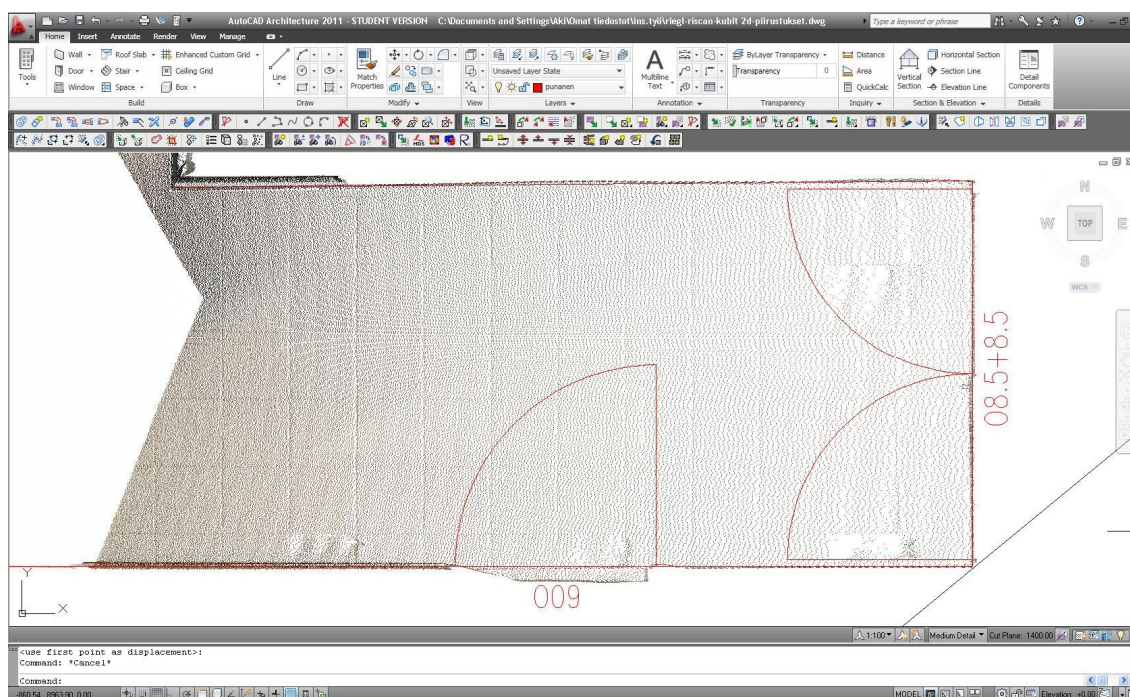 AutoCAD Architecture 2011 - STUDENT VERSION C:\Documents and Settings\Aki\Omat tiedostot\ins.työ\riegl-riscan-kubit 2d-piirustukset.dwg
Type a keyword or phrase
Home Insert Annotate Render View Manage
Tools
Wall
Door
Window
Roof Slab
Stair
Space
Enhanced Custom Grid
Ceiling Grid
Box
Line
Match Properties
Unsaved Layer State
punanen
A
Multiline Text
ByLayer Transparency
Transparency 0
Distance
Area
QuickCalc
Vertical Section
Horizontal Section
Section Line
Elevation Line
Detail Components
Build Draw Modify View Layers Annotation Transparency Inquiry Section & Elevation Details
N
W TOP E
S
WCS
08.5+8.5
009
Y
X
1:100 Medium Detail Cut Plane: 1400.00
<use first point as displacement>:
Command: *Cancel*
Command:
MODEL Elevation: +0.00